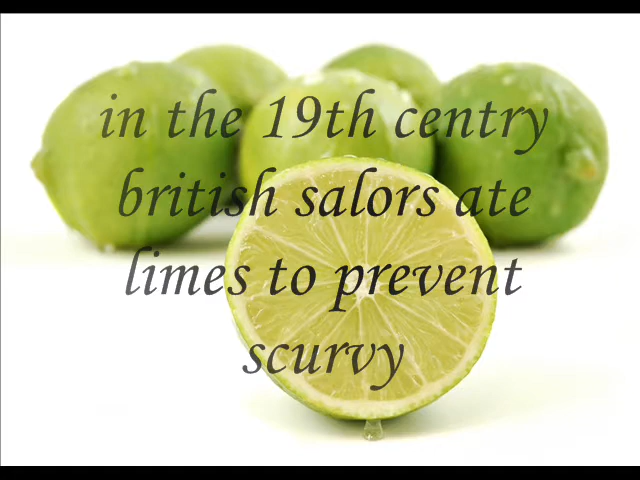 in the 19th centry
british salors ate
limes to prevent
scurvy